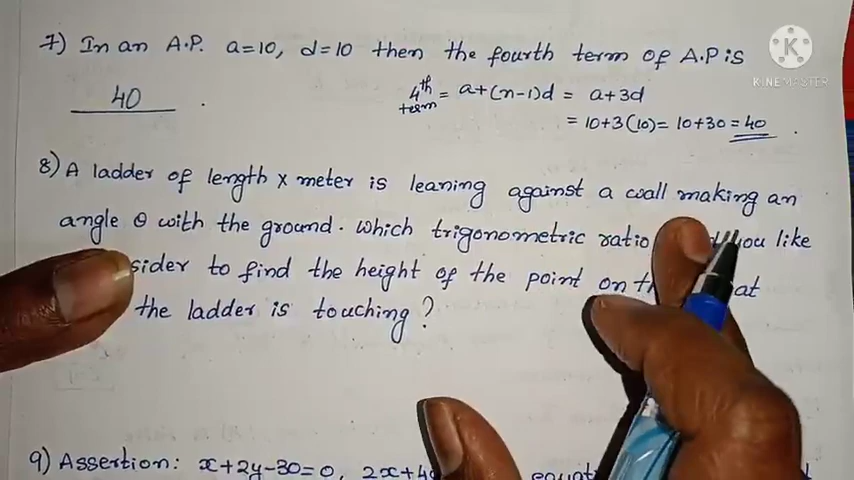 7) In an A.P. a=10, d=10 then the fourth term of A.P is
40 .
4th term = a+(n-1)d = a+3d
= 10+3(10) = 10+30 = 40 .
8) A ladder of length x meter is leaning against a wall making an
angle θ with the ground. which trigonometric ratio you like
sider to find the height of the point on at
the ladder is touching?
9) Assertion: x+2y-30=0, 2x+4
K
KINEMASTER